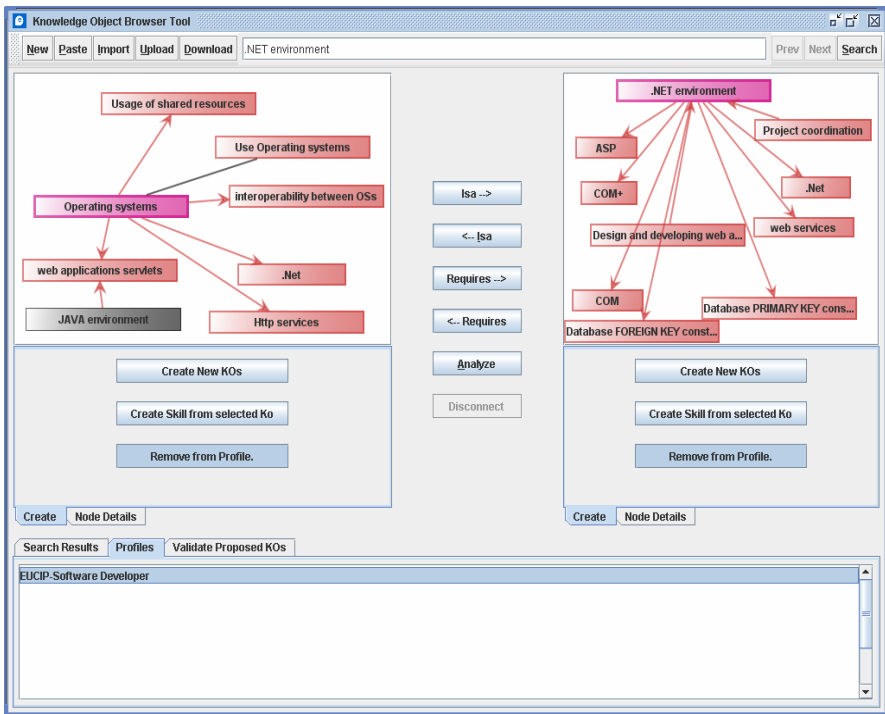 Knowledge Object Browser Tool
New Paste Import Upload Download .NET environment Prev Next Search
Usage of shared resources
Use Operating systems
interoperability between OSs
Operating systems
web applications servlets
.Net
JAVA environment
Http services
Isa -->
<-- Isa
Requires -->
<-- Requires
Analyze
Disconnect
.NET environment
Project coordination
ASP
COM+
.Net
Design and developing web a...
web services
COM
Database PRIMARY KEY cons...
Database FOREIGN KEY const...
Create New KOs
Create Skill from selected Ko
Remove from Profile.
Create Node Details
Create New KOs
Create Skill from selected Ko
Remove from Profile.
Create Node Details
Search Results Profiles Validate Proposed KOs
EUCIP-Software Developer